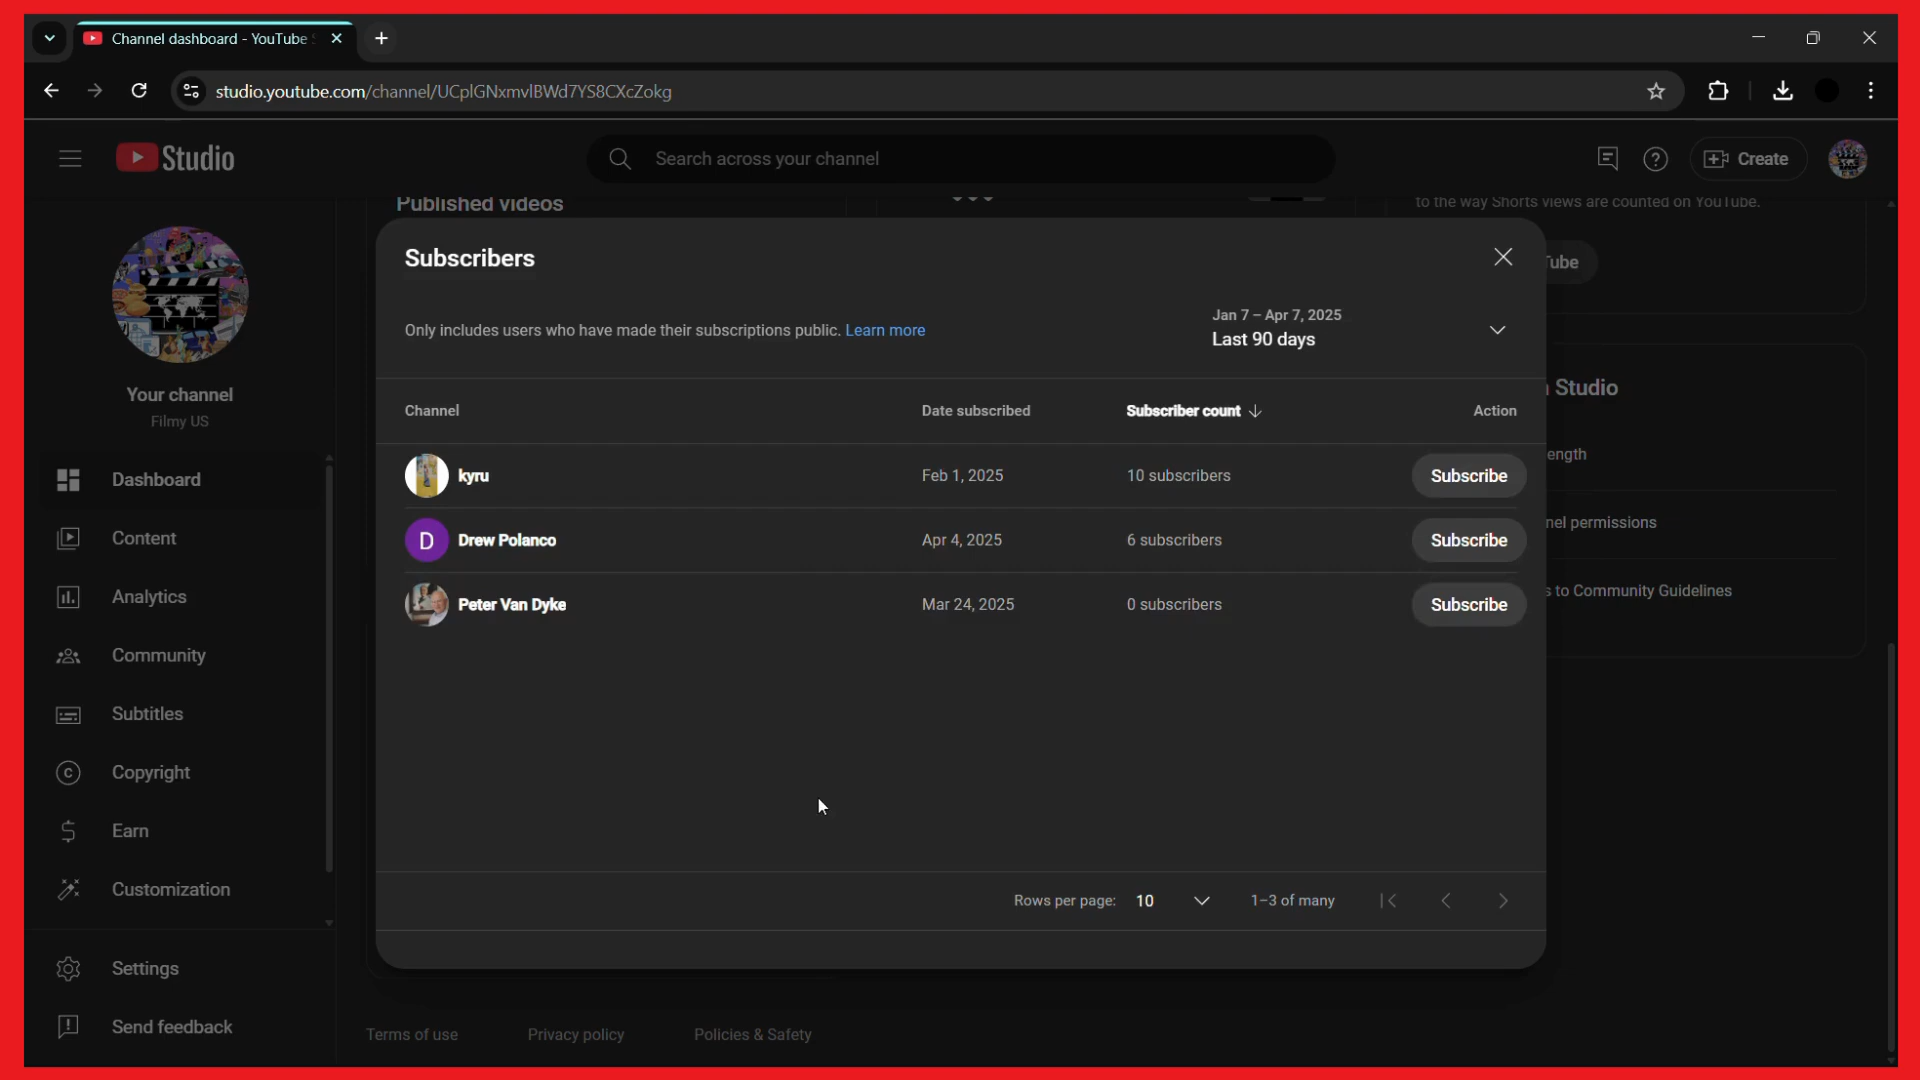 Channel dashboard - YouTube
studio.youtube.com/channel/UCplGNxmvlBWd7YS8CXcZokg
Studio
Search across your channel
Create
Published videos
to the way Shorts views are counted on YouTube.
Your channel
Filmy US
Dashboard
Content
Analytics
Community
Subtitles
Copyright
Earn
Customization
Settings
Send feedback
Subscribers
Only includes users who have made their subscriptions public. Learn more
Jan 7 – Apr 7, 2025
Last 90 days
Channel Date subscribed Subscriber count Action
kyru Feb 1, 2025 10 subscribers Subscribe
D Drew Polanco Apr 4, 2025 6 subscribers Subscribe
Peter Van Dyke Mar 24, 2025 0 subscribers Subscribe
Rows per page: 10 1–3 of many
Studio
permissions
s to Community Guidelines
Terms of use Privacy policy Policies & Safety